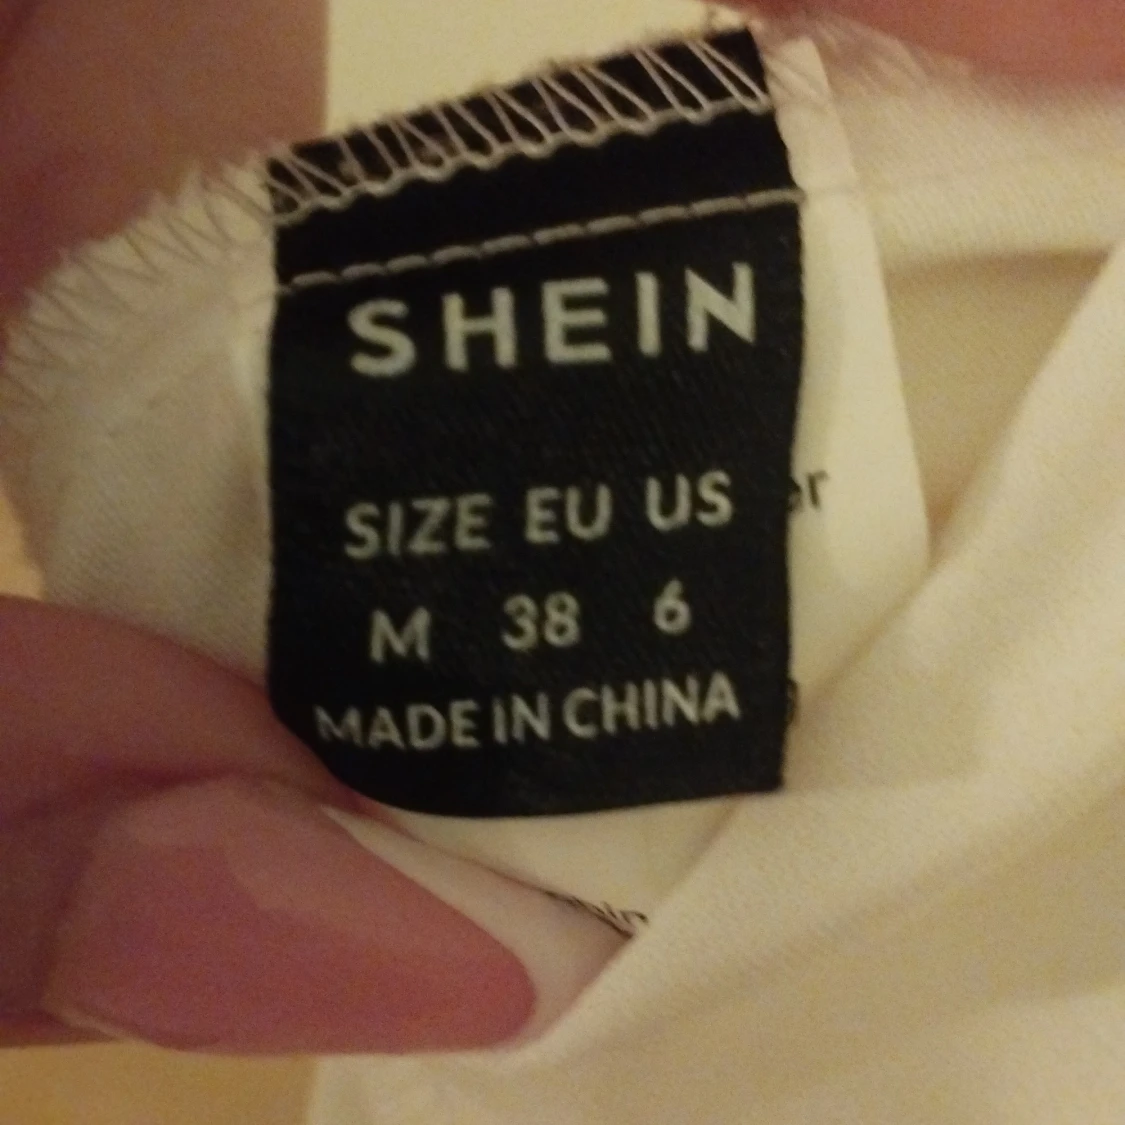 SHEIN
SIZE EU US
M 38 6
MADE IN CHINA